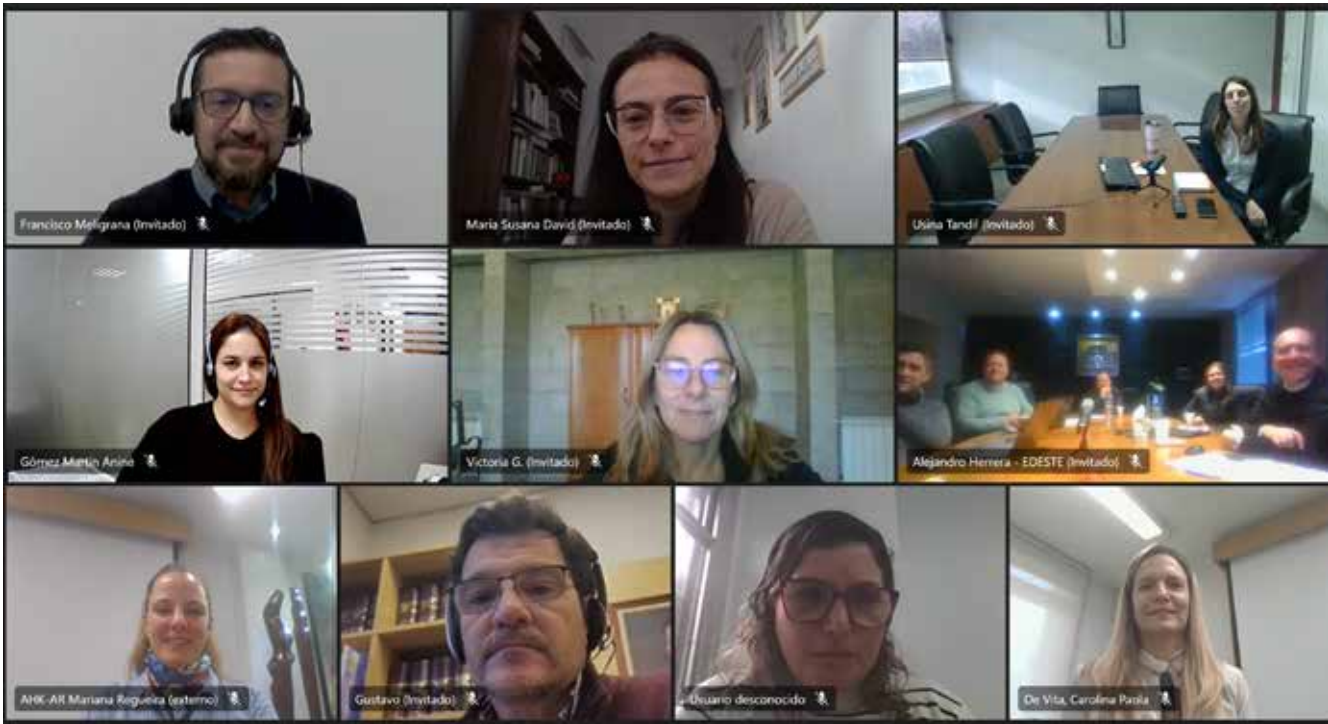 Francisco Meligrana (Invitado)
Maria Susana David (Invitado)
Usina Tandil (Invitado)
Gómez Martin Anine
Victoria G. (Invitado)
Alejandro Herrera - EDESTE (Invitado)
AHK-AR Mariana Regueira (externo)
Gustavo (Invitado)
Usuario desconocido
De Vita, Carolina Paola